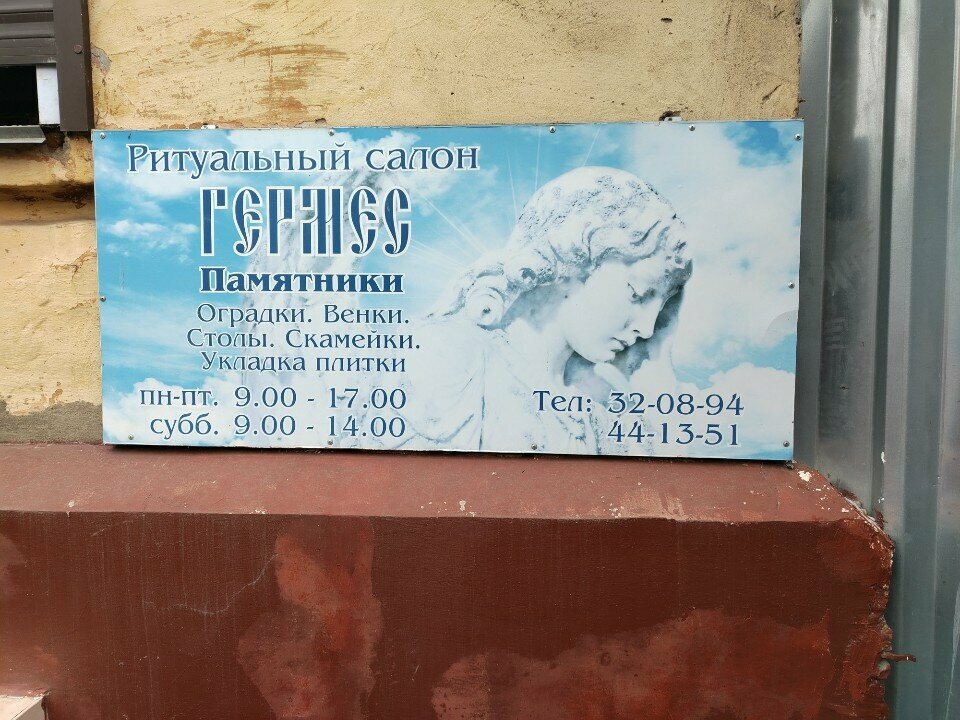 Ритуальный салон
ГЕРМЕС
Памятники
Оградки. Венки.
Столы. Скамейки.
Укладка плитки
пн-пт. 9.00 - 17.00
субб. 9.00 - 14.00
Тел: 32-08-94
44-13-51